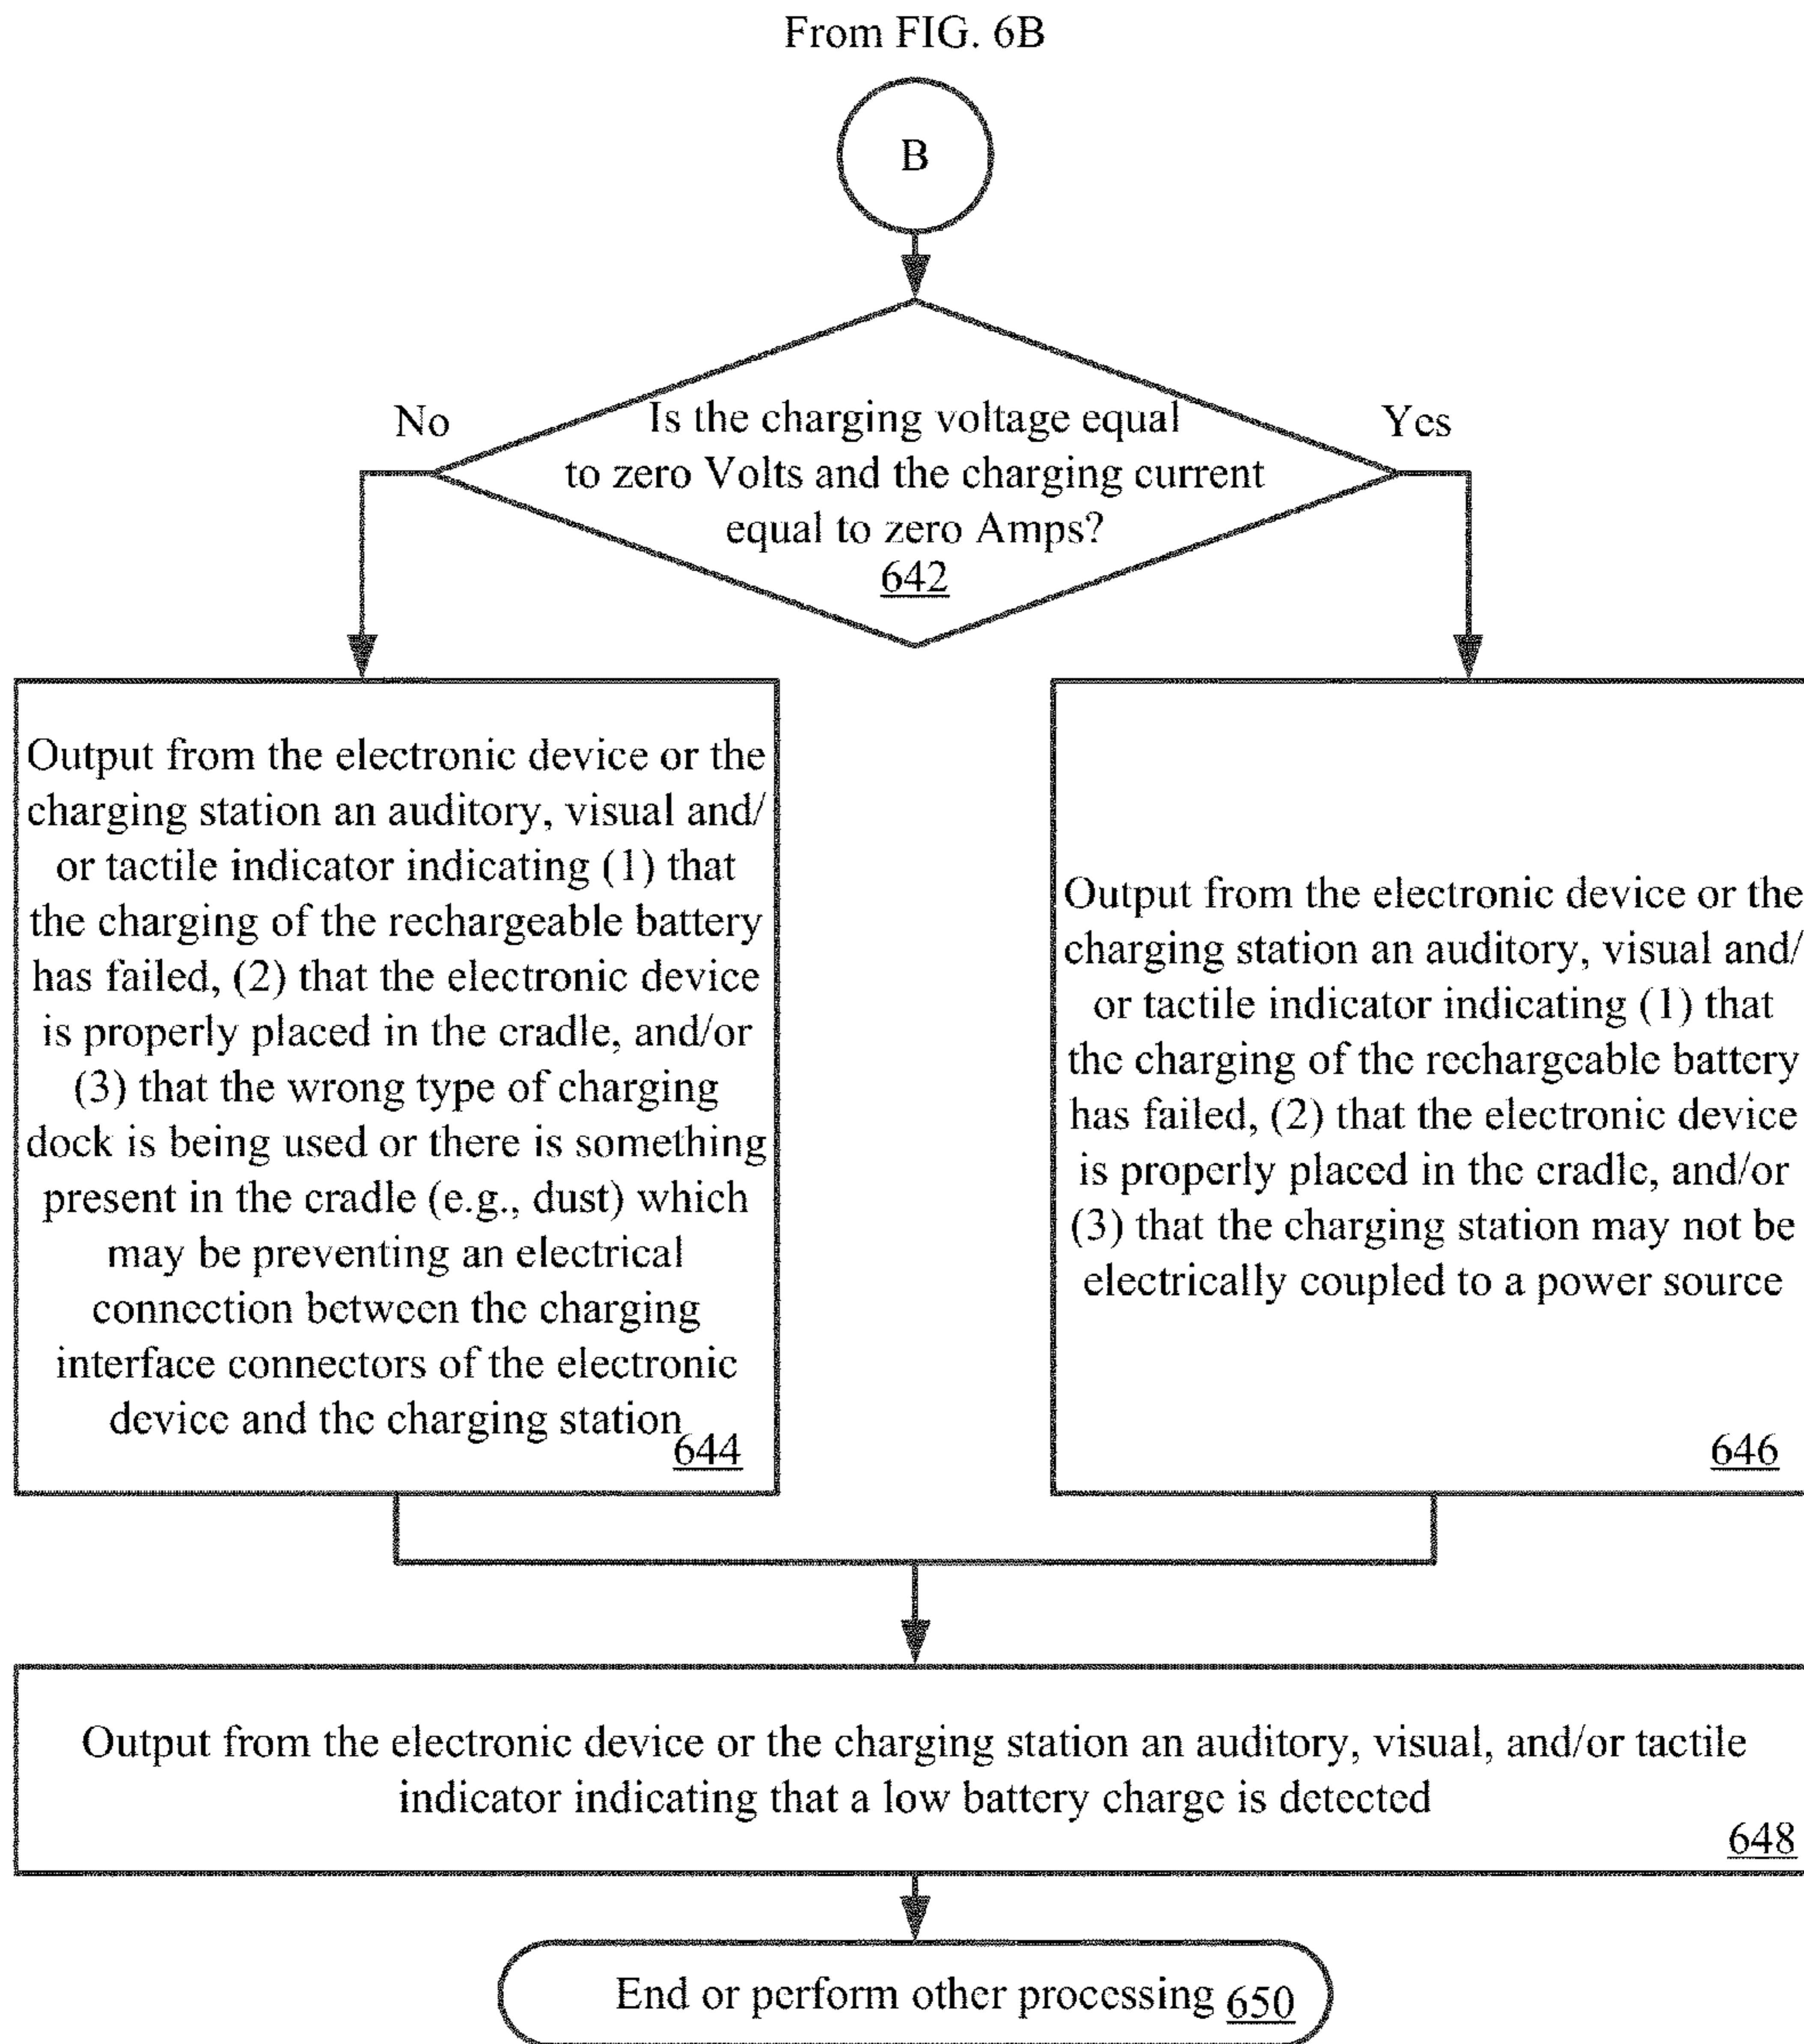 From FIG. 6B
B
No
Yes
Is the charging voltage equal
to zero Volts and the charging current
equal to zero Amps?
642
Output from the electronic device or the
charging station an auditory, visual and/
or tactile indicator indicating (1) that
the charging of the rechargeable battery
has failed, (2) that the electronic device
is properly placed in the cradle, and/or
(3) that the wrong type of charging
dock is being used or there is something
present in the cradle (e.g., dust) which
may be preventing an electrical
connection between the charging
interface connectors of the electronic
device and the charging station
644
Output from the electronic device or the
charging station an auditory, visual and/
or tactile indicator indicating (1) that
the charging of the rechargeable battery
has failed, (2) that the electronic device
is properly placed in the cradle, and/or
(3) that the charging station may not be
electrically coupled to a power source
646
Output from the electronic device or the charging station an auditory, visual, and/or tactile
indicator indicating that a low battery charge is detected
648
End or perform other processing 650